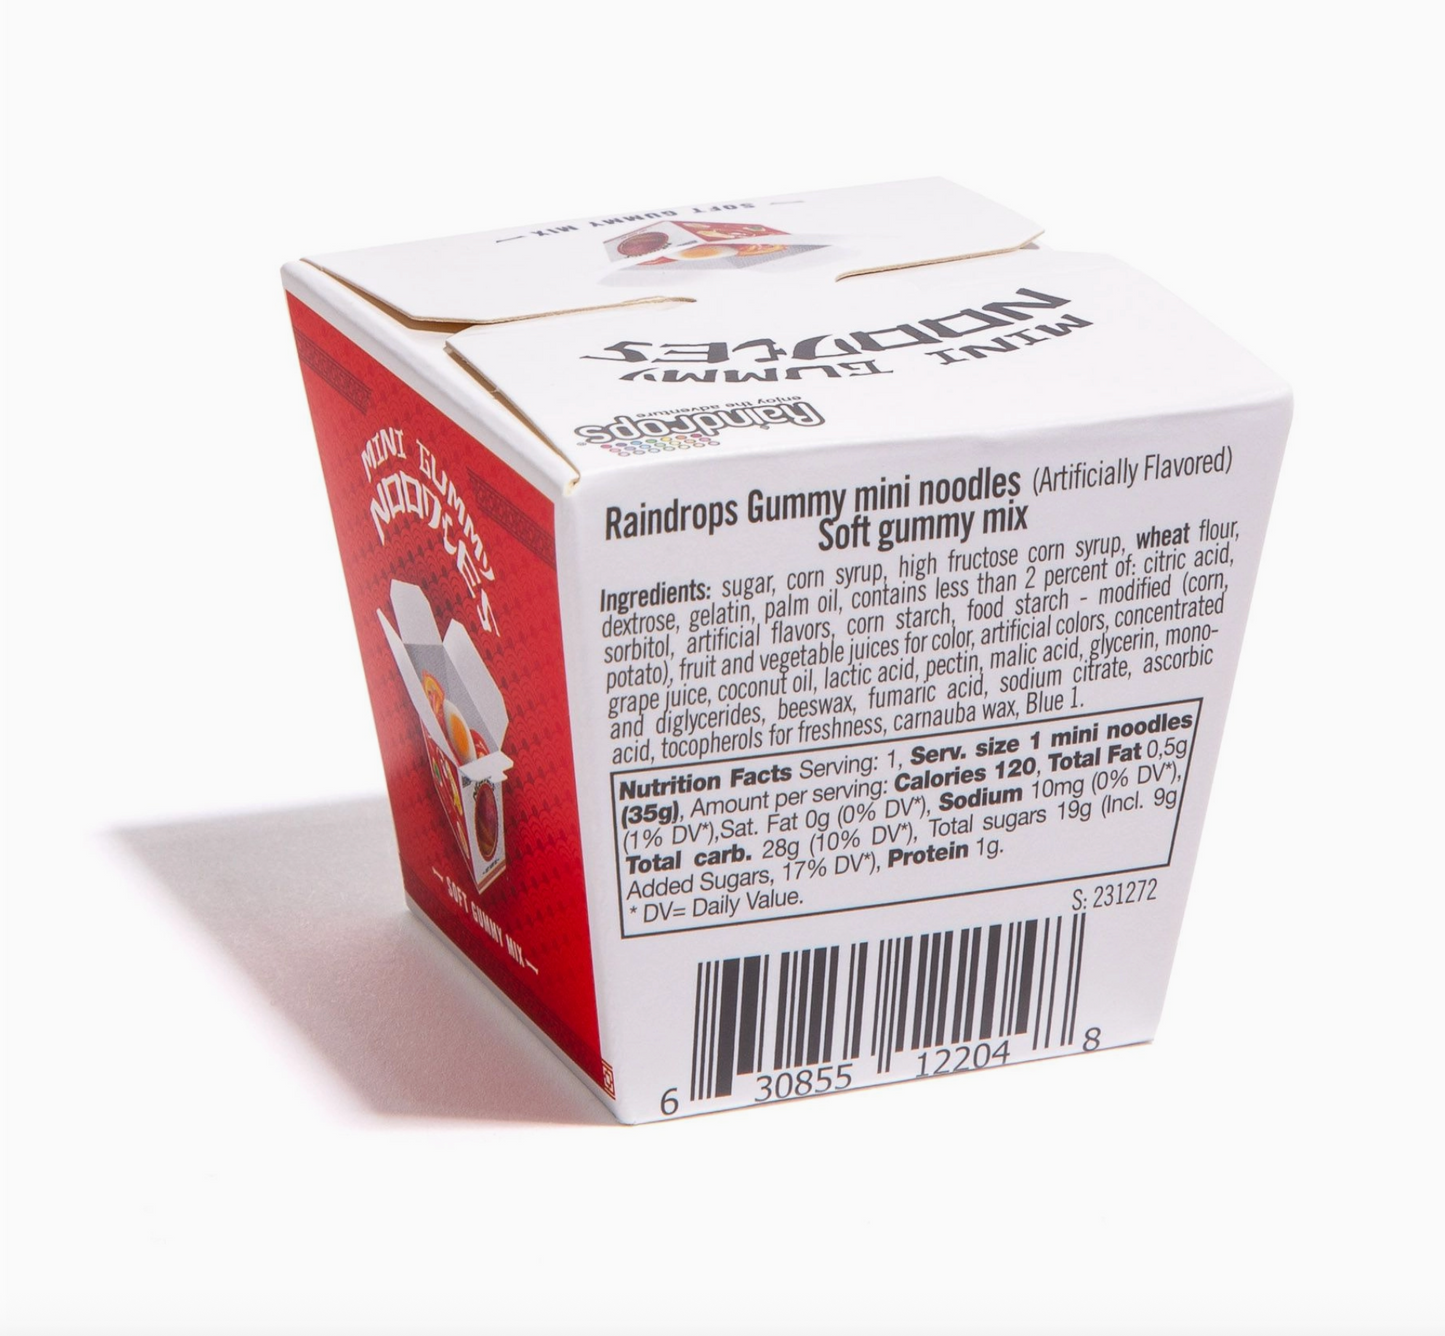 SOFT GUMMY MIX
MINI GUMMY
NOODLES
Raindrops®
enjoy the adventure
MINI GUMMY
NOODLES
SOFT GUMMY MIX
Raindrops Gummy mini noodles (Artificially Flavored)
Soft gummy mix
Ingredients: sugar, corn syrup, high fructose corn syrup, wheat flour,
dextrose, gelatin, palm oil, contains less than 2 percent of: citric acid,
sorbitol, artificial flavors, corn starch, food starch - modified (corn,
potato), fruit and vegetable juices for color, artificial colors, concentrated
grape juice, coconut oil, lactic acid, pectin, malic acid, glycerin, mono-
and diglycerides, beeswax, fumaric acid, sodium citrate, ascorbic
acid, tocopherols for freshness, carnauba wax, Blue 1.
Nutrition Facts Serving: 1, Serv. size 1 mini noodles
(35g), Amount per serving: Calories 120, Total Fat 0,5g
(1% DV*),Sat. Fat 0g (0% DV*), Sodium 10mg (0% DV*),
Total carb. 28g (10% DV*), Total sugars 19g (Incl. 9g
Added Sugars, 17% DV*), Protein 1g.
* DV= Daily Value.
S: 231272
6 30855 12204 8